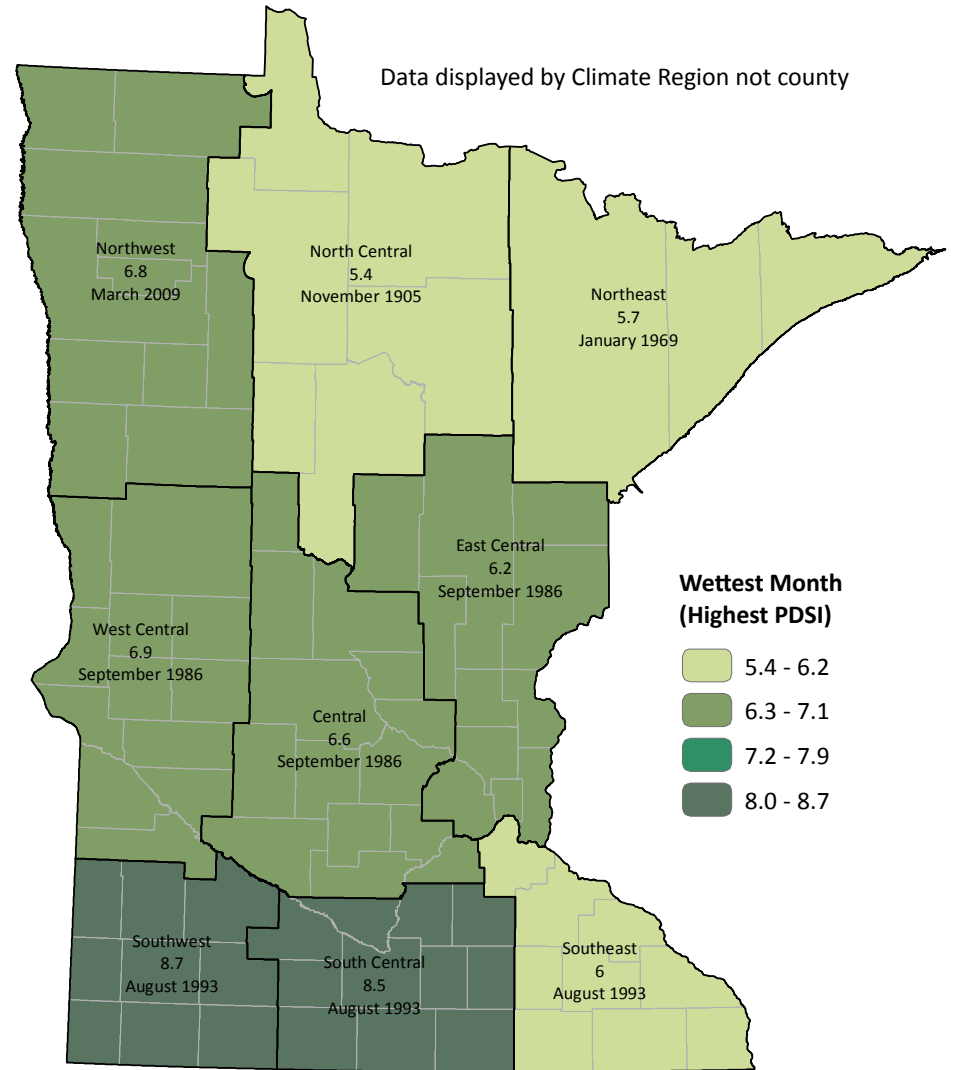 Data displayed by Climate Region not county
Northwest
6.8
March 2009
North Central
5.4
November 1905
Northeast
5.7
January 1969
East Central
6.2
September 1986
West Central
6.9
September 1986
Central
6.6
September 1986
Southwest
8.7
August 1993
South Central
8.5
August 1993
Southeast
6
August 1993
Wettest Month
(Highest PDSI)
5.4 - 6.2
6.3 - 7.1
7.2 - 7.9
8.0 - 8.7